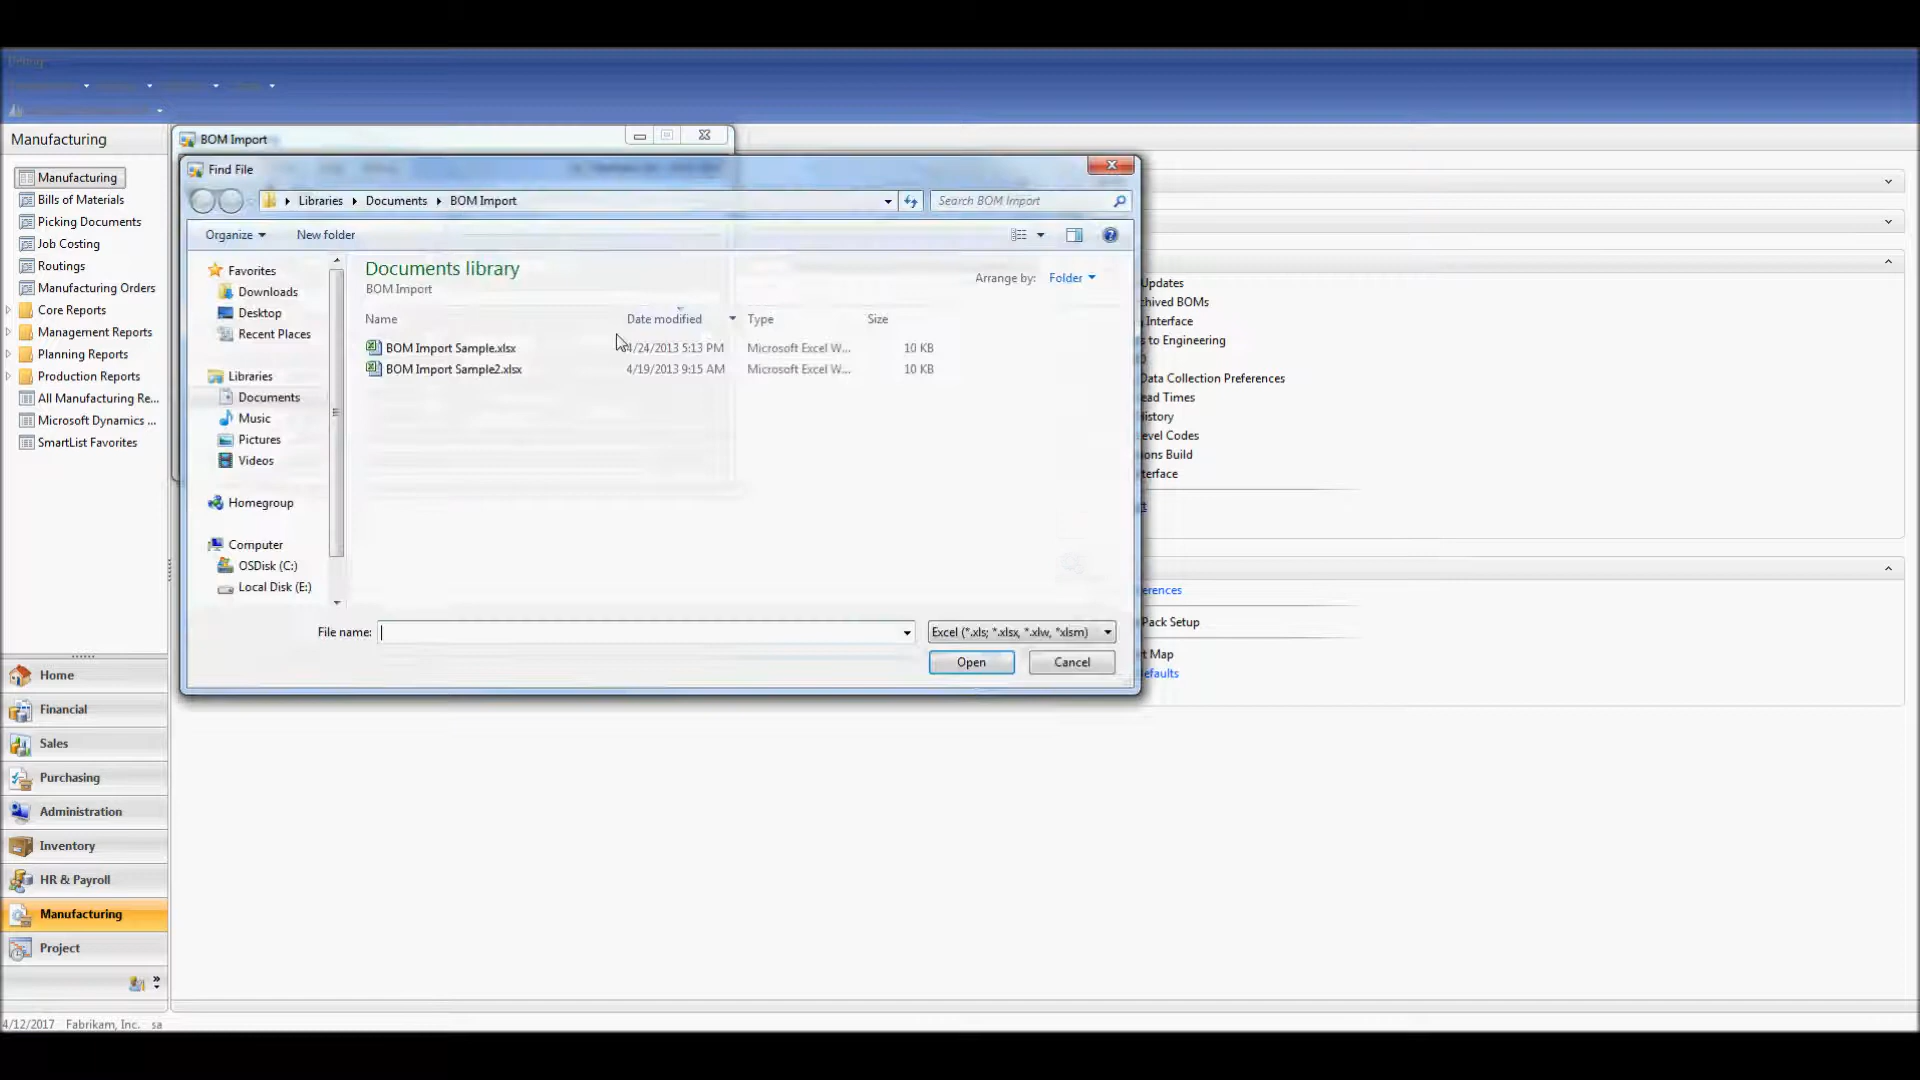 Manufacturing
BOM Import
Find File
Libraries
Documents
BOM Import
Search BOM Import
Organize
New folder
Manufacturing
Bills of Materials
Picking Documents
Job Costing
Routings
Manufacturing Orders
Core Reports
Management Reports
Planning Reports
Production Reports
All Manufacturing Re...
Microsoft Dynamics ...
SmartList Favorites
Favorites
Downloads
Desktop
Recent Places
Libraries
Documents
Music
Pictures
Videos
Homegroup
Computer
OSDisk (C:)
Local Disk (E:)
Documents library
BOM Import
Arrange by: Folder
Name Date modified Type Size
BOM Import Sample.xlsx 4/24/2013 5:13 PM Microsoft Excel W... 10 KB
BOM Import Sample2.xlsx 4/19/2013 9:15 AM Microsoft Excel W... 10 KB
File name:
Excel (*.xls; *.xlsx, *.xlw, *xlsm)
Open
Cancel
Updates
hived BOMs
Interface
s to Engineering
Data Collection Preferences
ead Times
History
evel Codes
ons Build
terface
erences
Pack Setup
t Map
efaults
Home
Financial
Sales
Purchasing
Administration
Inventory
HR & Payroll
Manufacturing
Project
4/12/2017 Fabrikam, Inc. sa